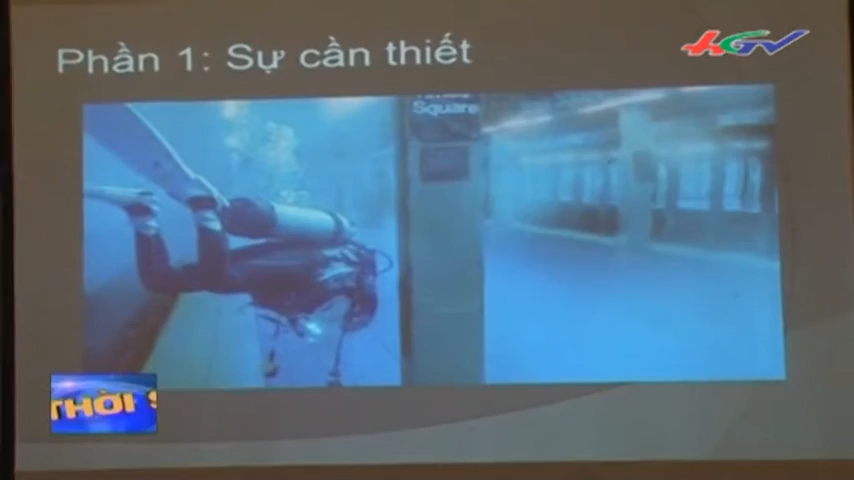 Phần 1: Sự cần thiết
HGV
Square
THỜI S